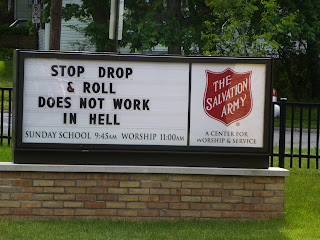 STOP DROP
& ROLL
DOES NOT WORK
IN HELL
SUNDAY SCHOOL 9:45AM WORSHIP 11:00AM
THE
SALVATION
ARMY
A CENTER FOR
WORSHIP & SERVICE